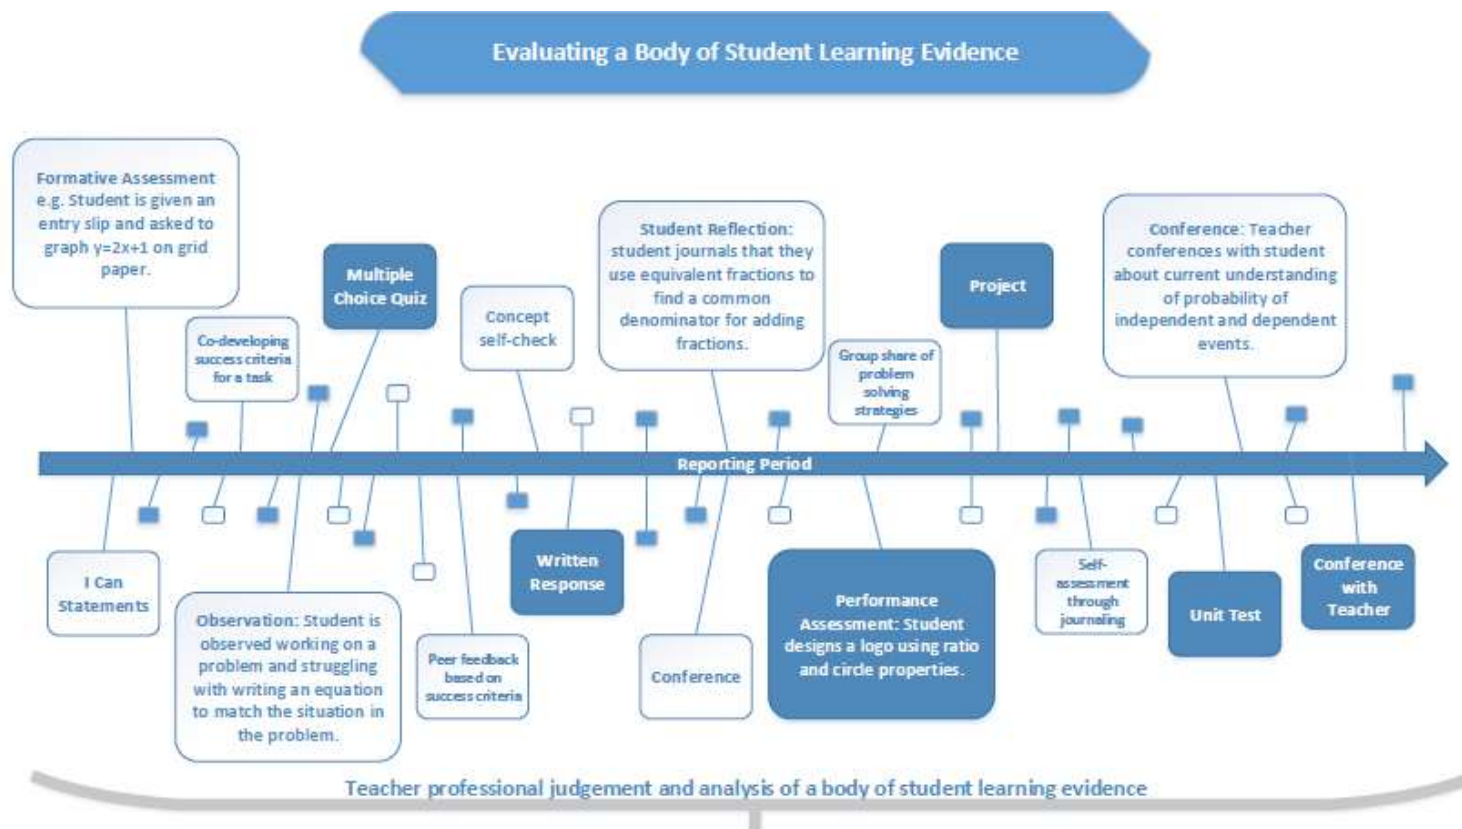 Evaluating a Body of Student Learning Evidence
Formative Assessment
e.g. Student is given an
entry slip and asked to
graph y=2x+1 on grid
paper.
Co-developing
success criteria
for a task
Multiple
Choice Quiz
Concept
self-check
Student Reflection:
student journals that they
use equivalent fractions to
find a common
denominator for adding
fractions.
Group share of
problem
solving
strategies
Project
Conference: Teacher
conferences with student
about current understanding
of probability of
independent and dependent
events.
Reporting Period
I Can
Statements
Observation: Student is
observed working on a
problem and struggling
with writing an equation
to match the situation in
the problem.
Peer feedback
based on
success criteria
Written
Response
Conference
Performance
Assessment: Student
designs a logo using ratio
and circle properties.
Self-
assessment
through
journaling
Unit Test
Conference
with
Teacher
Teacher professional judgement and analysis of a body of student learning evidence